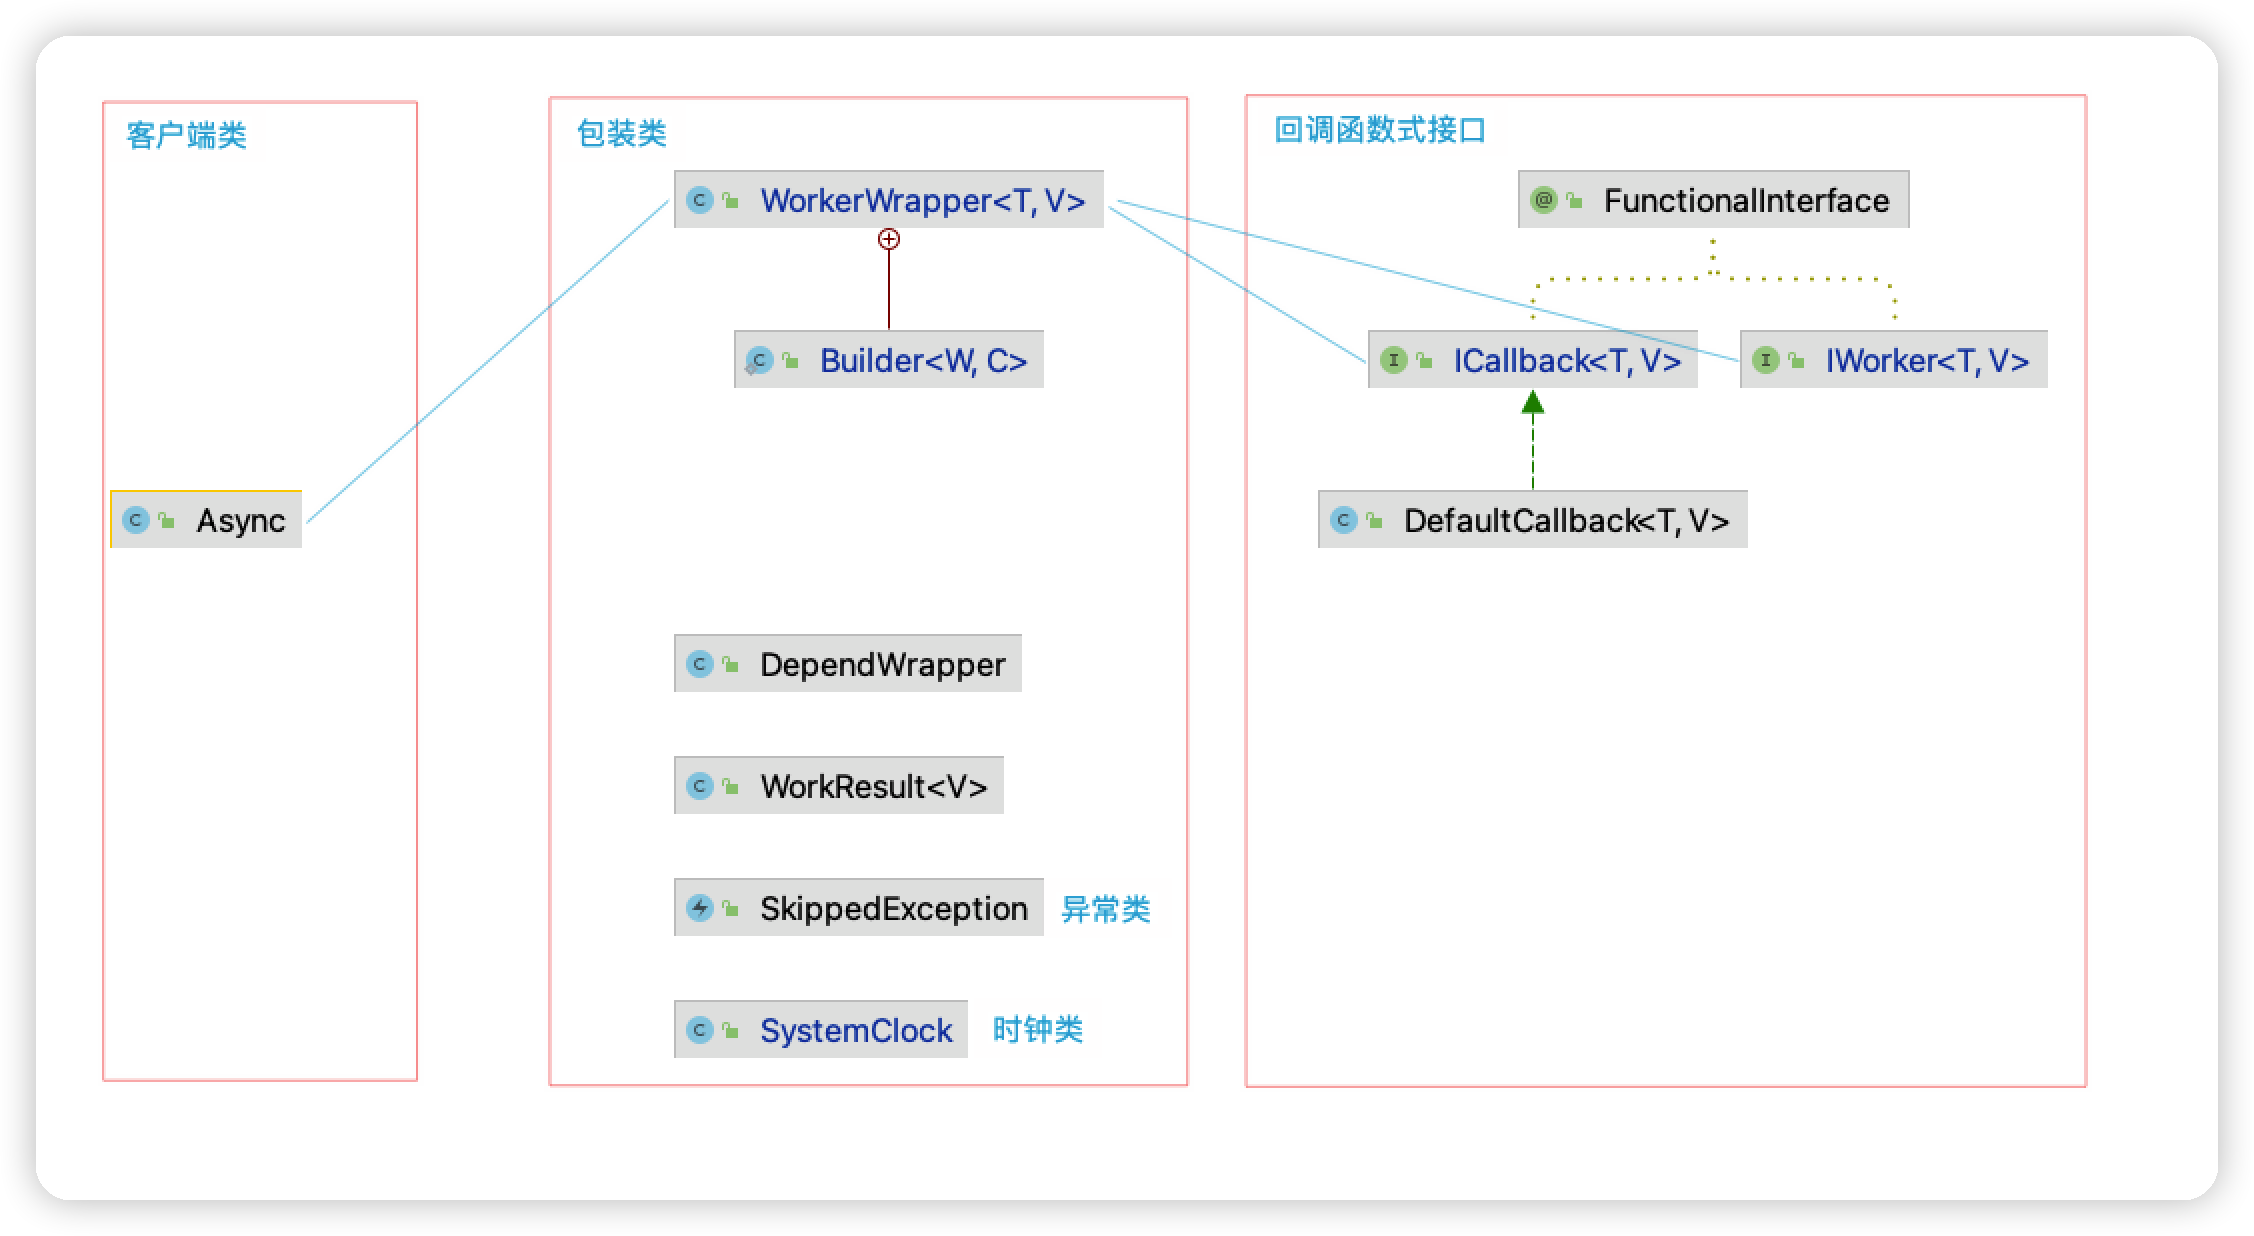 客户端类
Async
包装类
WorkerWrapper<T, V>
Builder<W, C>
DependWrapper
WorkResult<V>
SkippedException 异常类
SystemClock 时钟类
回调函数式接口
FunctionalInterface
ICallback<T, V>
IWorker<T, V>
DefaultCallback<T, V>